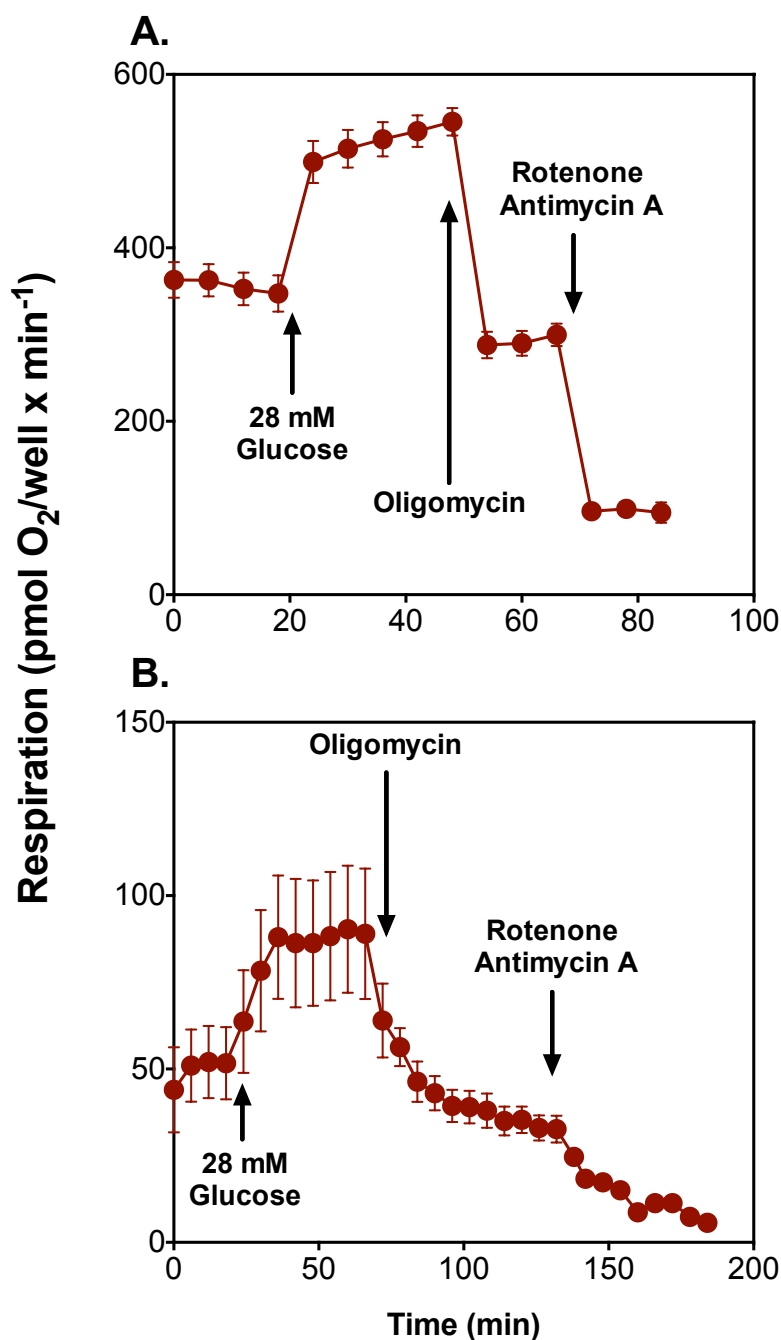 A.
600
400
200
0
0 20 40 60 80 100
28 mM
Glucose
Oligomycin
Rotenone
Antimycin A
Respiration (pmol O₂/well x min⁻¹)
B.
150
100
50
0
0 50 100 150 200
Oligomycin
28 mM
Glucose
Rotenone
Antimycin A
Time (min)